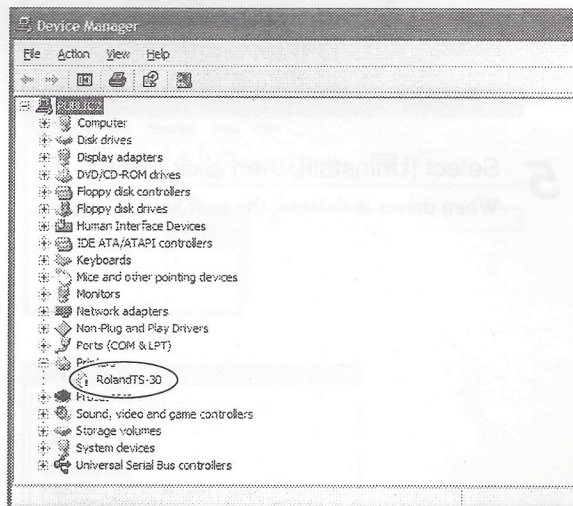 Device Manager
File Action View Help
Computer
Disk drives
Display adapters
DVD/CD-ROM drives
Floppy disk controllers
Floppy disk drives
Human Interface Devices
IDE ATA/ATAPI controllers
Keyboards
Mice and other pointing devices
Monitors
Network adapters
Non-Plug and Play Drivers
Ports (COM & LPT)
Printers
RolandTS-30
Sound, video and game controllers
Storage volumes
System devices
Universal Serial Bus controllers
5
Select [Uninstall], then click
When driver is deleted, the next